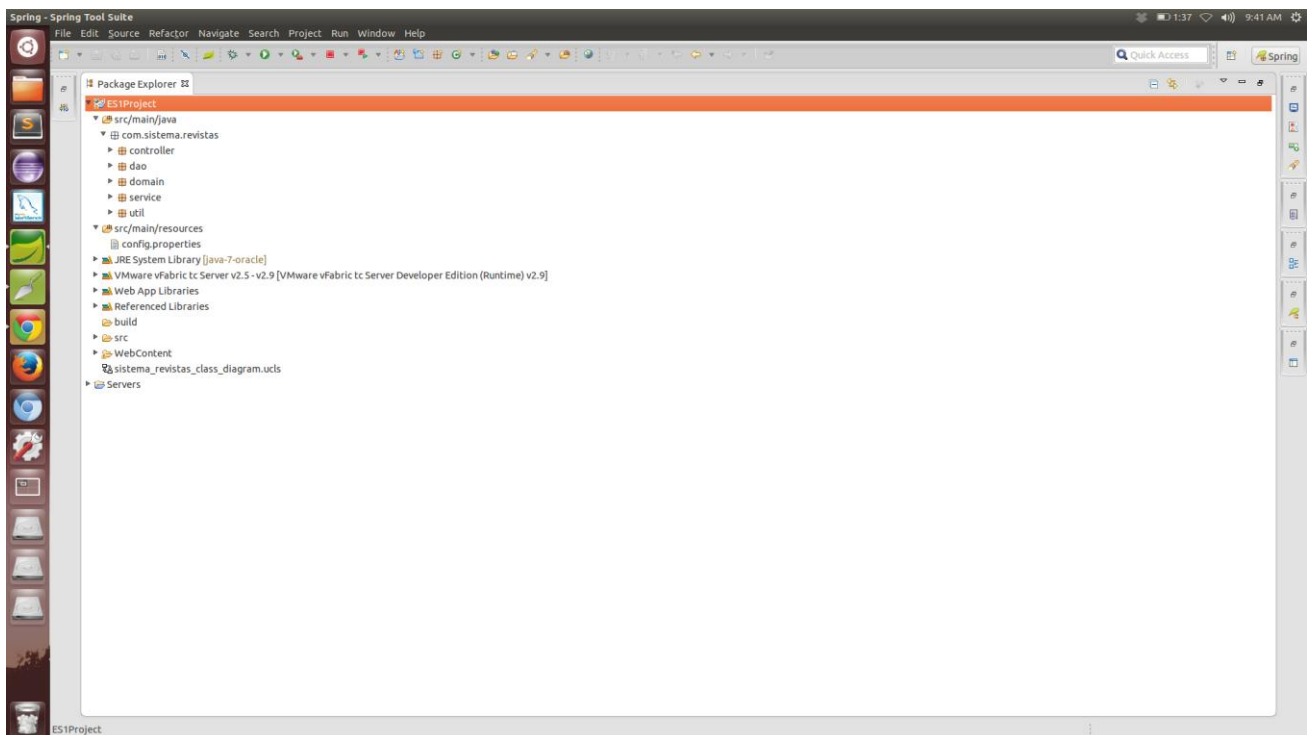 Spring - Spring Tool Suite
1:37
9:41 AM
File Edit Source Refactor Navigate Search Project Run Window Help
Quick Access
Spring
Package Explorer
ES1Project
src/main/java
com.sistema.revistas
controller
dao
domain
service
util
src/main/resources
config.properties
JRE System Library [java-7-oracle]
VMware vFabric tc Server v2.5 - v2.9 [VMware vFabric tc Server Developer Edition (Runtime) v2.9]
Web App Libraries
Referenced Libraries
build
src
WebContent
sistema_revistas_class_diagram.ucls
Servers
ES1Project